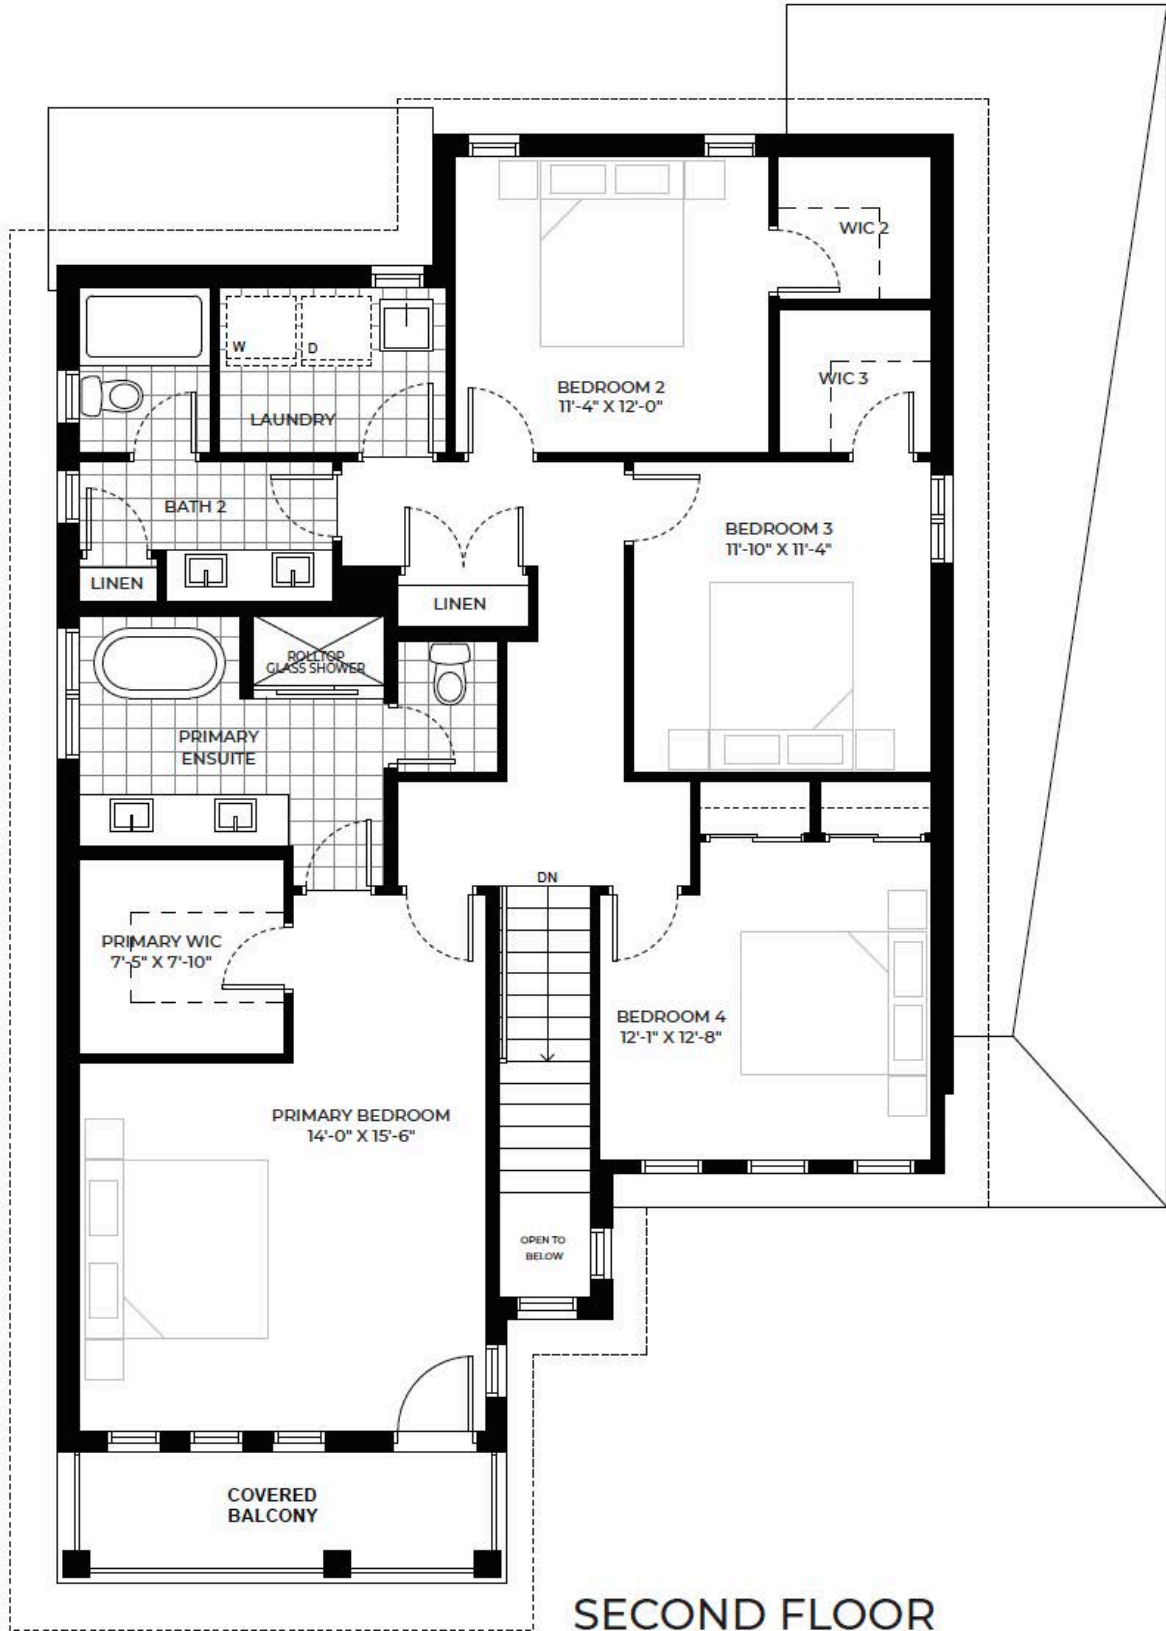 WIC 2
W
D
WIC 3
BEDROOM 2
11'-4" X 12'-0"
LAUNDRY
BATH 2
BEDROOM 3
11'-10" X 11'-4"
LINEN
LINEN
ROLLTOP
GLASS SHOWER
PRIMARY
ENSUITE
DN
PRIMARY WIC
7'-5" X 7'-10"
BEDROOM 4
12'-1" X 12'-8"
PRIMARY BEDROOM
14'-0" X 15'-6"
OPEN TO
BELOW
COVERED
BALCONY
SECOND FLOOR